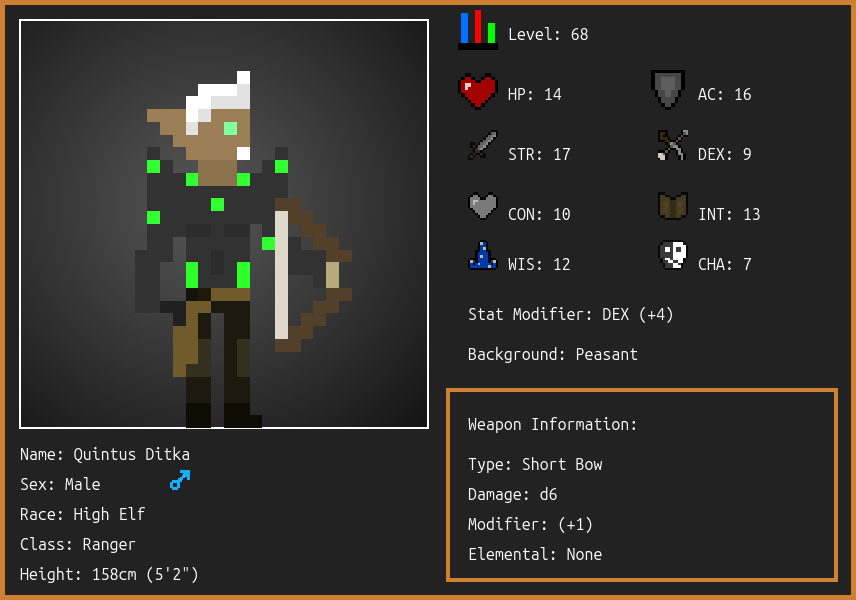 Level: 68
HP: 14
AC: 16
STR: 17
DEX: 9
CON: 10
INT: 13
WIS: 12
CHA: 7
Stat Modifier: DEX (+4)
Background: Peasant
Weapon Information:
Type: Short Bow
Damage: d6
Modifier: (+1)
Elemental: None
Name: Quintus Ditka
Sex: Male
Race: High Elf
Class: Ranger
Height: 158cm (5'2")